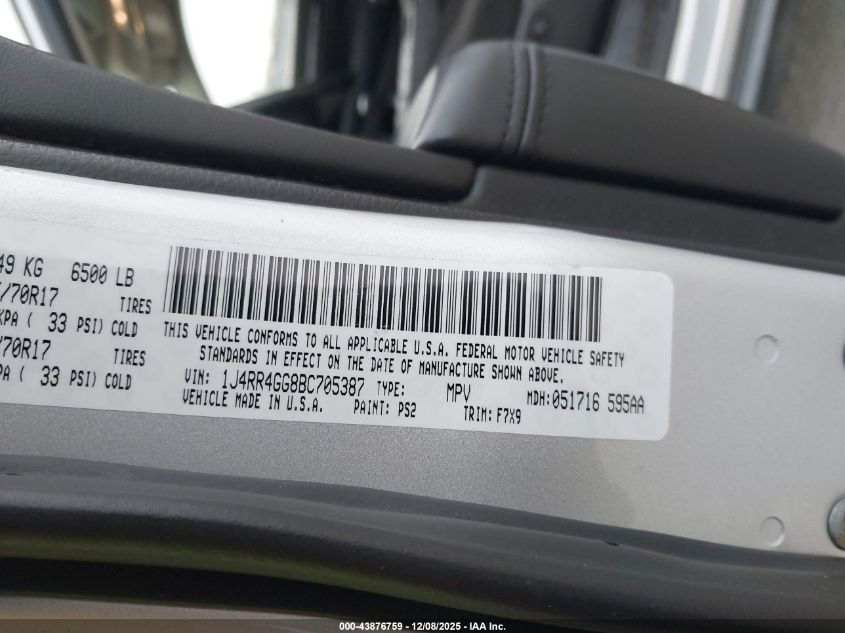 49 KG 6500 LB
/70R17 TIRES
KPA ( 33 PSI) COLD
/70R17 TIRES
PA ( 33 PSI) COLD
THIS VEHICLE CONFORMS TO ALL APPLICABLE U.S.A. FEDERAL MOTOR VEHICLE SAFETY
STANDARDS IN EFFECT ON THE DATE OF MANUFACTURE SHOWN ABOVE.
VIN: 1J4RR4GG8BC705387 TYPE: MPV MDH:051716 595AA
VEHICLE MADE IN U.S.A. PAINT: PS2 TRIM: F7X9
000-43876759 - 12/08/2025 - IAA Inc.